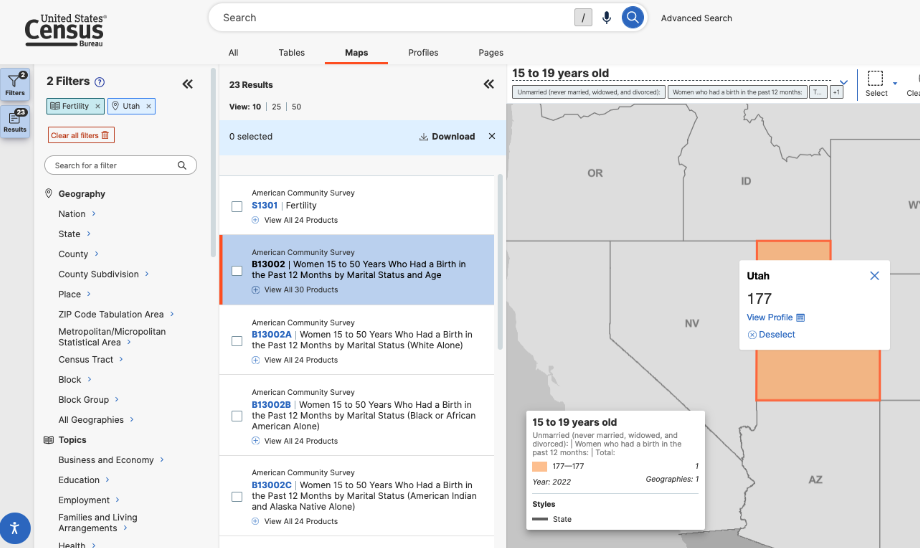 United States®
Census
Bureau
Search
/
Advanced Search
All
Tables
Maps
Profiles
Pages
2
Filters
23
Results
2 Filters
Fertility ×
Utah ×
Clear all filters
Search for a filter
Geography
Nation
State
County
County Subdivision
Place
ZIP Code Tabulation Area
Metropolitan/Micropolitan
Statistical Area
Census Tract
Block
Block Group
All Geographies
Topics
Business and Economy
Education
Employment
Families and Living
Arrangements
Health
23 Results
View: 10 | 25 | 50
0 selected
Download
American Community Survey
S1301 | Fertility
View All 24 Products
American Community Survey
B13002 | Women 15 to 50 Years Who Had a Birth in
the Past 12 Months by Marital Status and Age
View All 30 Products
American Community Survey
B13002A | Women 15 to 50 Years Who Had a Birth in
the Past 12 Months by Marital Status (White Alone)
View All 24 Products
American Community Survey
B13002B | Women 15 to 50 Years Who Had a Birth in
the Past 12 Months by Marital Status (Black or African
American Alone)
View All 24 Products
American Community Survey
B13002C | Women 15 to 50 Years Who Had a Birth in
the Past 12 Months by Marital Status (American Indian
and Alaska Native Alone)
View All 24 Products
15 to 19 years old
Unmarried (never married, widowed, and divorced):
Women who had a birth in the past 12 months:
T...
+1
Select
Clea
OR
ID
WY
NV
AZ
Utah
177
View Profile
Deselect
15 to 19 years old
Unmarried (never married, widowed, and
divorced): | Women who had a birth in the
past 12 months: | Total:
177—177
1
Year: 2022
Geographies: 1
Styles
State